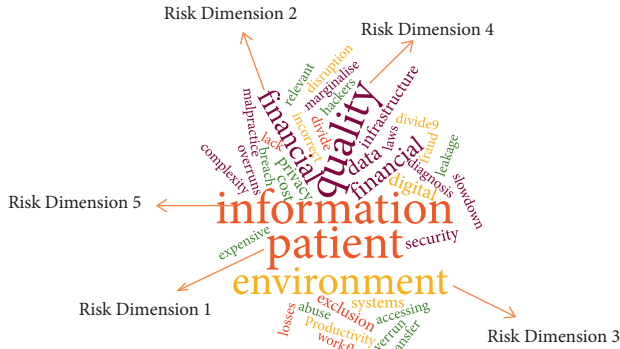 Risk Dimension 2
Risk Dimension 4
relevant
disruption
marginalise
hackers
quality
infrastructure
financial
malpractice
incorrect
divide
lack
laws
divide9
fraud
leakage
data
financial
diagnosis
complexity
overruns
breach
privacy
cost
digital
slowdown
Risk Dimension 5
information
patient
expensive
security
environment
Risk Dimension 1
losses
abuse
exclusion
systems
accessing
Productivity
Risk Dimension 3